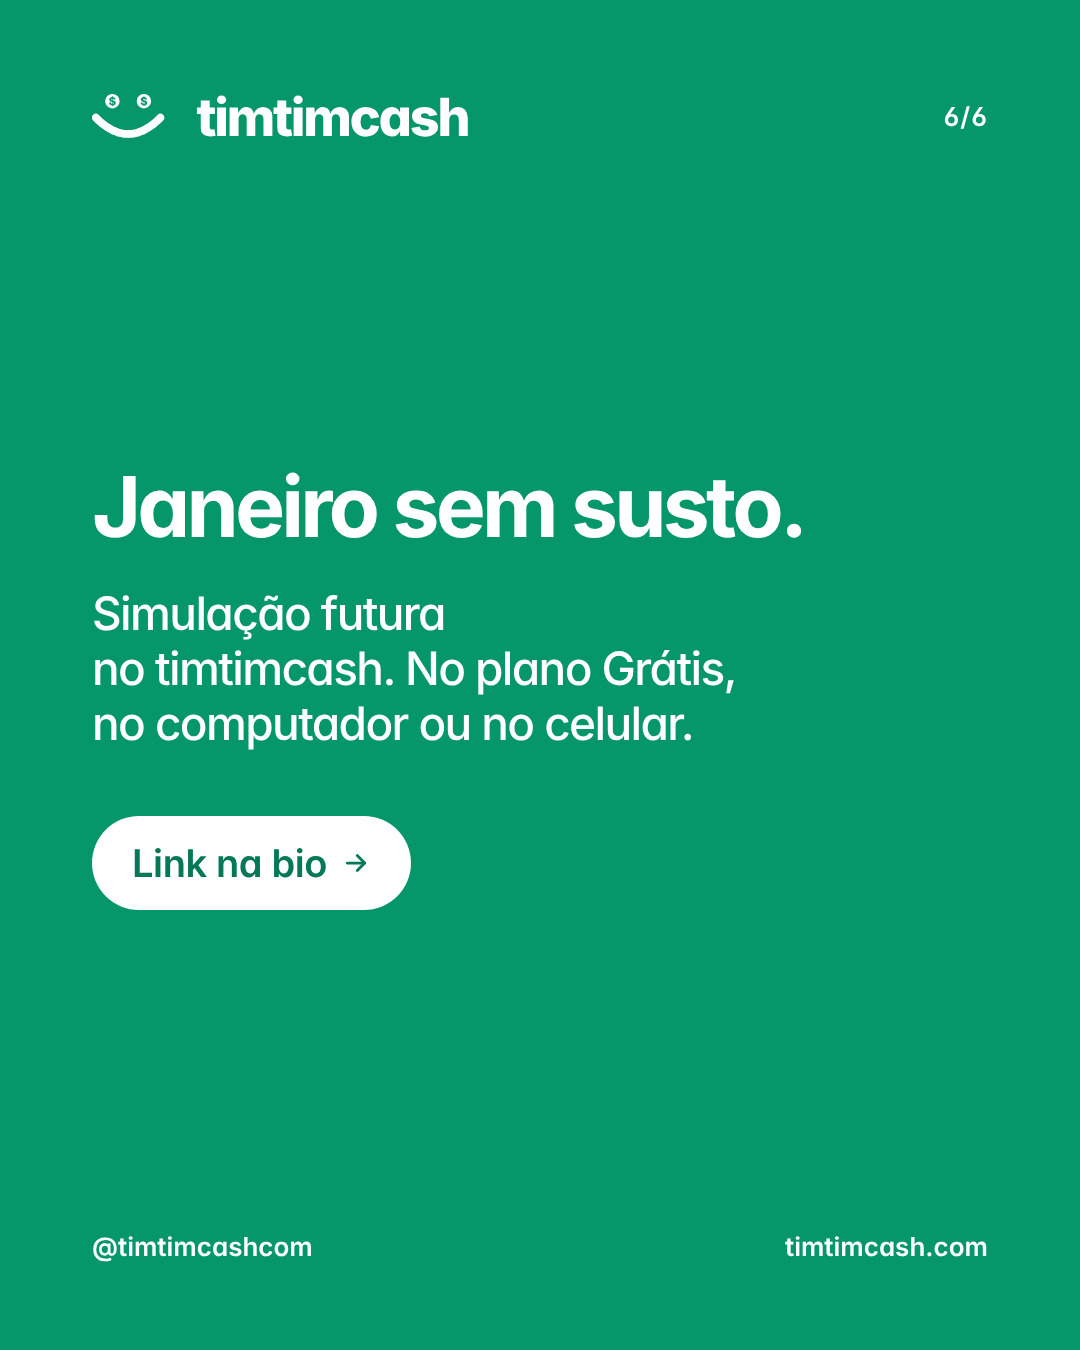 timtimcash
6/6
Janeiro sem susto.
Simulação futura
no timtimcash. No plano Grátis,
no computador ou no celular.
Link na bio →
@timtimcashcom
timtimcash.com